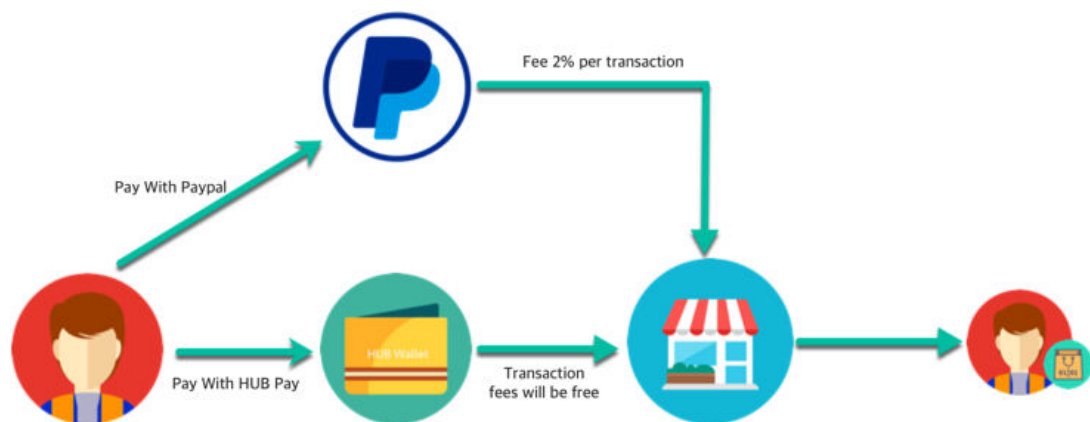 Fee 2% per transaction
Pay With Paypal
HUB Wallet
Pay With HUB Pay
Transaction
fees will be free